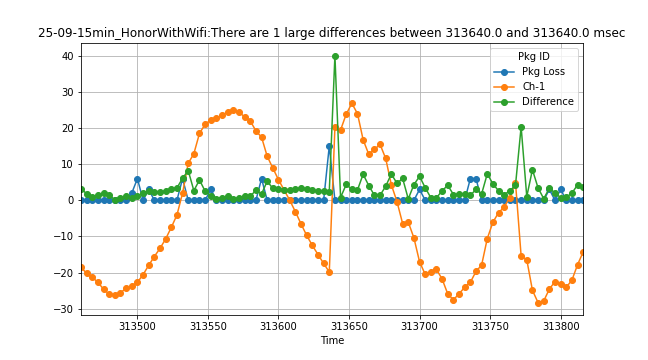 25-09-15min_HonorWithWifi:There are 1 large differences between 313640.0 and 313640.0 msec
Pkg ID
Pkg Loss
Ch-1
Difference
40
30
20
10
0
−10
−20
−30
313500 313550 313600 313650 313700 313750 313800
Time